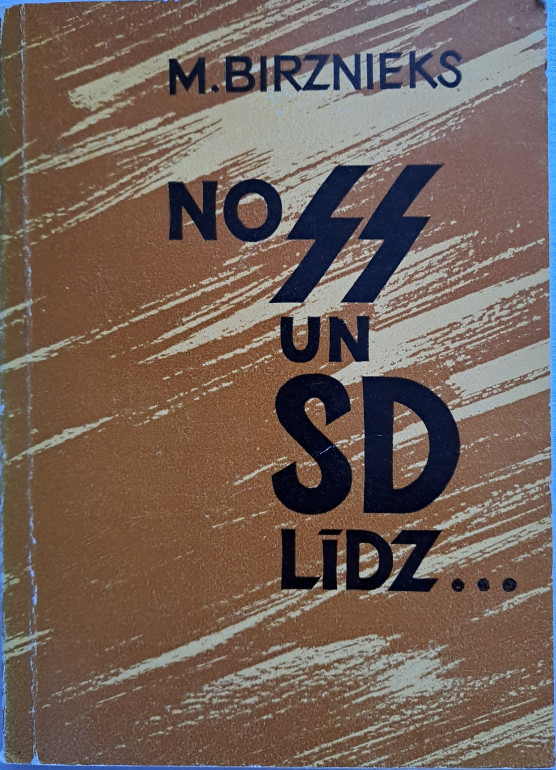 M. BIRZNIEKS
NO SS
UN
SD
LĪDZ...